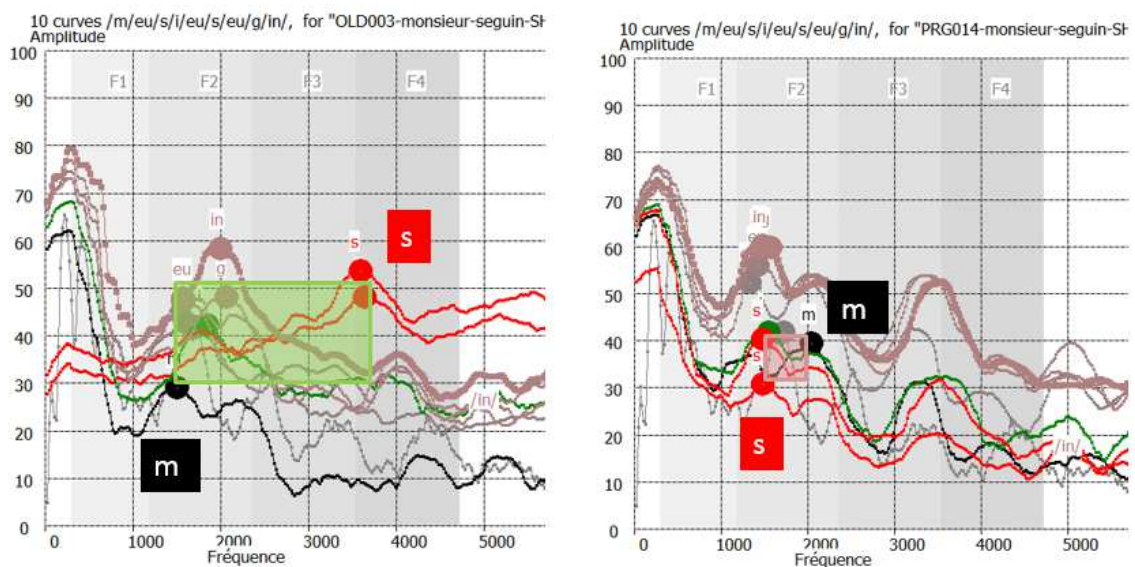 10 curves /m/eu/s/i/eu/s/eu/g/in/, for "OLD003-monsieur-seguin-SH
Amplitude
100
90
80
70
60
50
40
30
20
10
0
F1
F2
F3
F4
in
s
s
eu
g
m
/in/
0
1000
2000
3000
4000
5000
Fréquence
10 curves /m/eu/s/i/eu/s/eu/g/in/, for "PRG014-monsieur-seguin-SH
Amplitude
100
90
80
70
60
50
40
30
20
10
0
F1
F2
F3
F4
in
s
m
m
s
s
/in/
0
1000
2000
3000
4000
5000
Fréquence